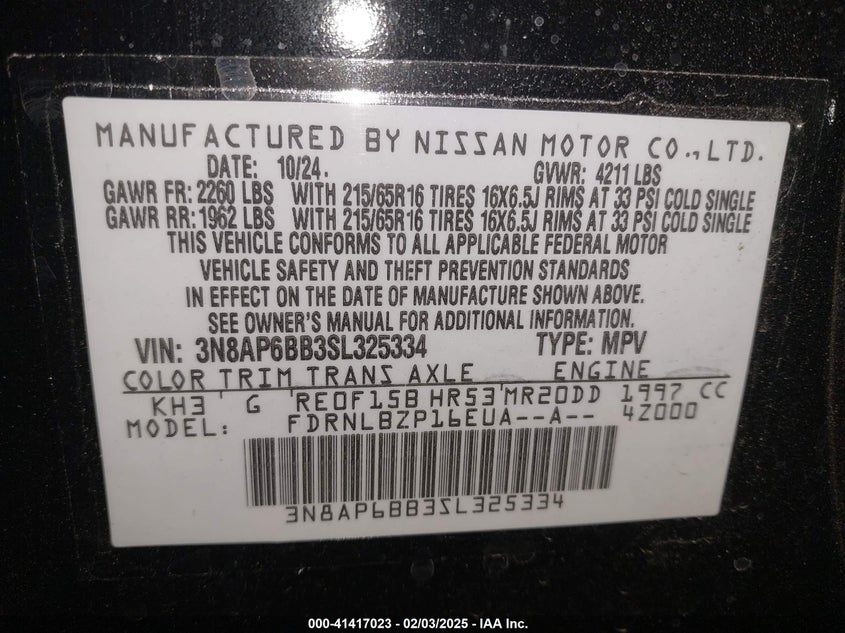 MANUFACTURED BY NISSAN MOTOR CO., LTD.
DATE: 10/24. GVWR: 4211 LBS
GAWR FR: 2260 LBS WITH 215/65R16 TIRES 16X6.5J RIMS AT 33 PSI COLD SINGLE
GAWR RR: 1962 LBS WITH 215/65R16 TIRES 16X6.5J RIMS AT 33 PSI COLD SINGLE
THIS VEHICLE CONFORMS TO ALL APPLICABLE FEDERAL MOTOR
VEHICLE SAFETY AND THEFT PREVENTION STANDARDS
IN EFFECT ON THE DATE OF MANUFACTURE SHOWN ABOVE.
SEE OWNER'S MANUAL FOR ADDITIONAL INFORMATION.
VIN: 3N8AP6BB3SL325334 TYPE: MPV
COLOR TRIM TRANS AXLE ENGINE
KH3 G RE0F15B HR53 MR20DD 1997 CC
MODEL: FDRNLBZP16EUA--A-- 4Z000
3N8AP6BB3SL325334
000-41417023 — 02/03/2025 — IAA Inc.